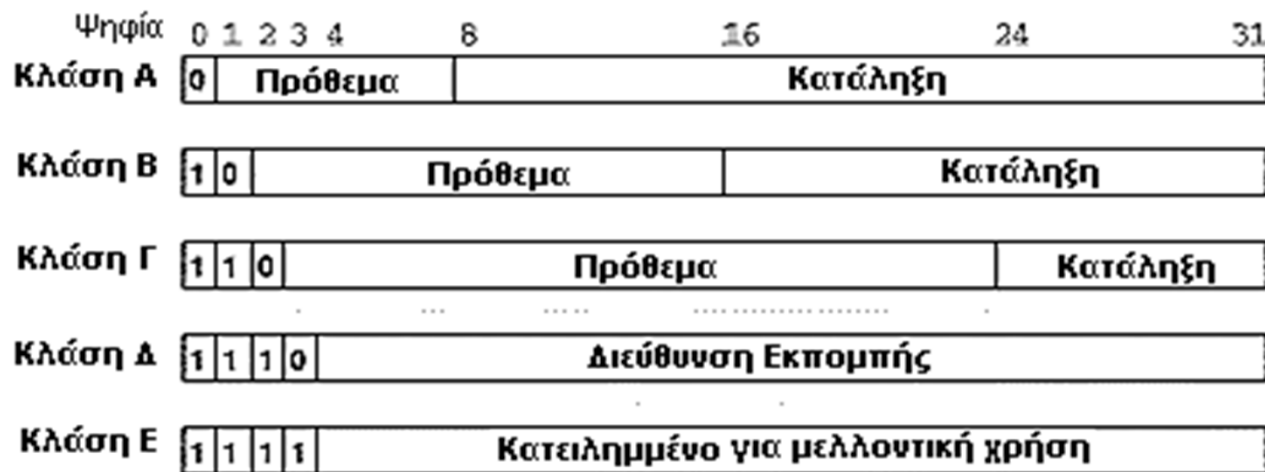 Ψηφία 0 1 2 3 4 8 16 24 31
Κλάση Α 0 Πρόθεμα Κατάληξη
Κλάση Β 1 0 Πρόθεμα Κατάληξη
Κλάση Γ 1 1 0 Πρόθεμα Κατάληξη
Κλάση Δ 1 1 1 0 Διεύθυνση Εκπομπής
Κλάση Ε 1 1 1 1 Κατειλημμένο για μελλοντική χρήση